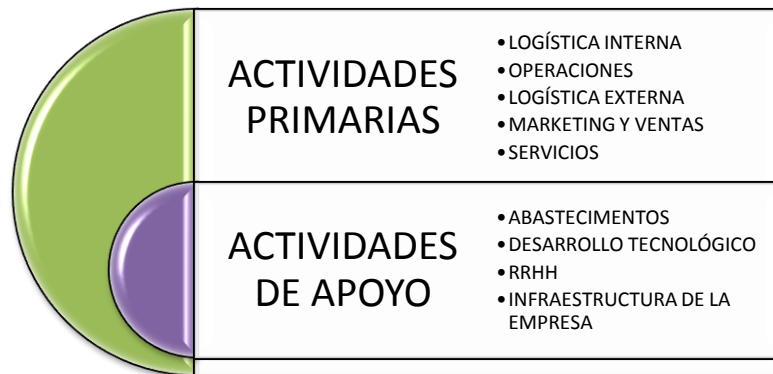 ACTIVIDADES
PRIMARIAS
•LOGÍSTICA INTERNA
•OPERACIONES
•LOGÍSTICA EXTERNA
•MARKETING Y VENTAS
•SERVICIOS
ACTIVIDADES
DE APOYO
•ABASTECIMENTOS
•DESARROLLO TECNOLÓGICO
•RRHH
•INFRAESTRUCTURA DE LA
EMPRESA